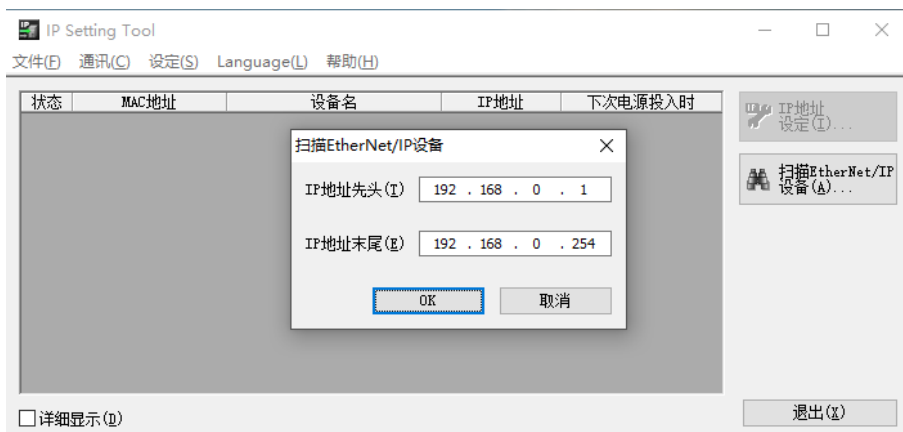 IP Setting Tool
文件(F) 通讯(C) 设定(S) Language(L) 帮助(H)
状态 MAC地址 设备名 IP地址 下次电源投入时
IP地址
设定(I)...
扫描EtherNet/IP
设备(A)...
扫描EtherNet/IP设备
IP地址先头(I) 192 . 168 . 0 . 1
IP地址末尾(E) 192 . 168 . 0 . 254
OK 取消
详细显示(D)
退出(X)